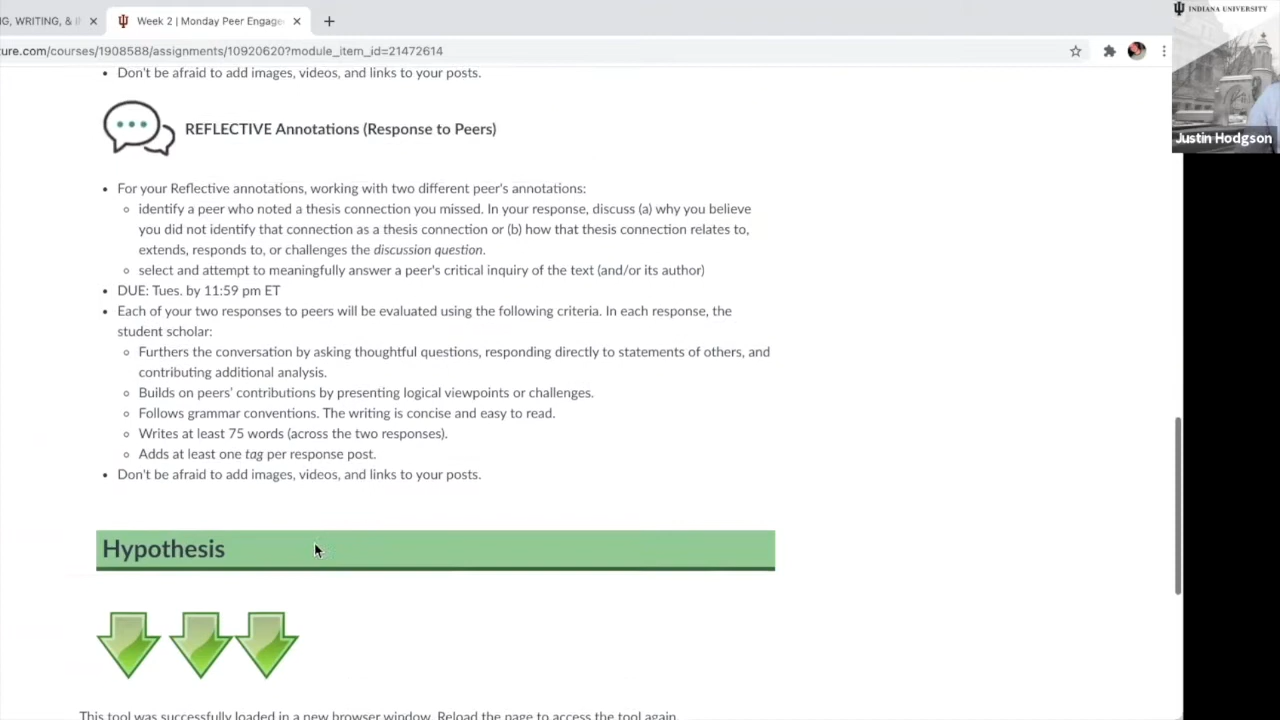 G, WRITING, & I
Week 2 | Monday Peer Engage
ure.com/courses/1908588/assignments/10920620?module_item_id=21472614
INDIANA UNIVERSITY
Justin Hodgson
• Don't be afraid to add images, videos, and links to your posts.
REFLECTIVE Annotations (Response to Peers)
• For your Reflective annotations, working with two different peer's annotations:
◦ identify a peer who noted a thesis connection you missed. In your response, discuss (a) why you believe
you did not identify that connection as a thesis connection or (b) how that thesis connection relates to,
extends, responds to, or challenges the discussion question.
◦ select and attempt to meaningfully answer a peer's critical inquiry of the text (and/or its author)
• DUE: Tues. by 11:59 pm ET
• Each of your two responses to peers will be evaluated using the following criteria. In each response, the
student scholar:
◦ Furthers the conversation by asking thoughtful questions, responding directly to statements of others, and
contributing additional analysis.
◦ Builds on peers' contributions by presenting logical viewpoints or challenges.
◦ Follows grammar conventions. The writing is concise and easy to read.
◦ Writes at least 75 words (across the two responses).
◦ Adds at least one tag per response post.
• Don't be afraid to add images, videos, and links to your posts.
Hypothesis
This tool was successfully loaded in a new browser window. Reload the page to access the tool again.